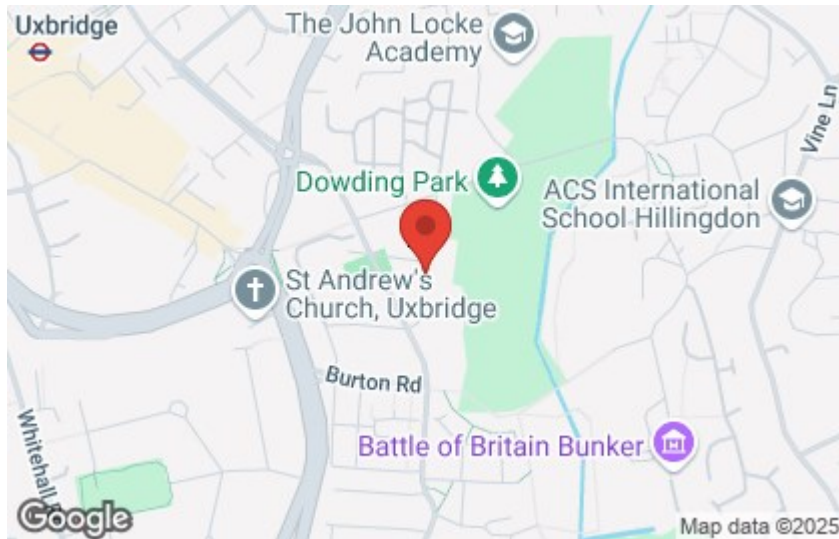 Uxbridge
The John Locke
Academy
Vine Ln
Dowding Park
ACS International
School Hillingdon
St Andrew's
Church, Uxbridge
Burton Rd
Whitehall
Battle of Britain Bunker
Google
Map data ©2025